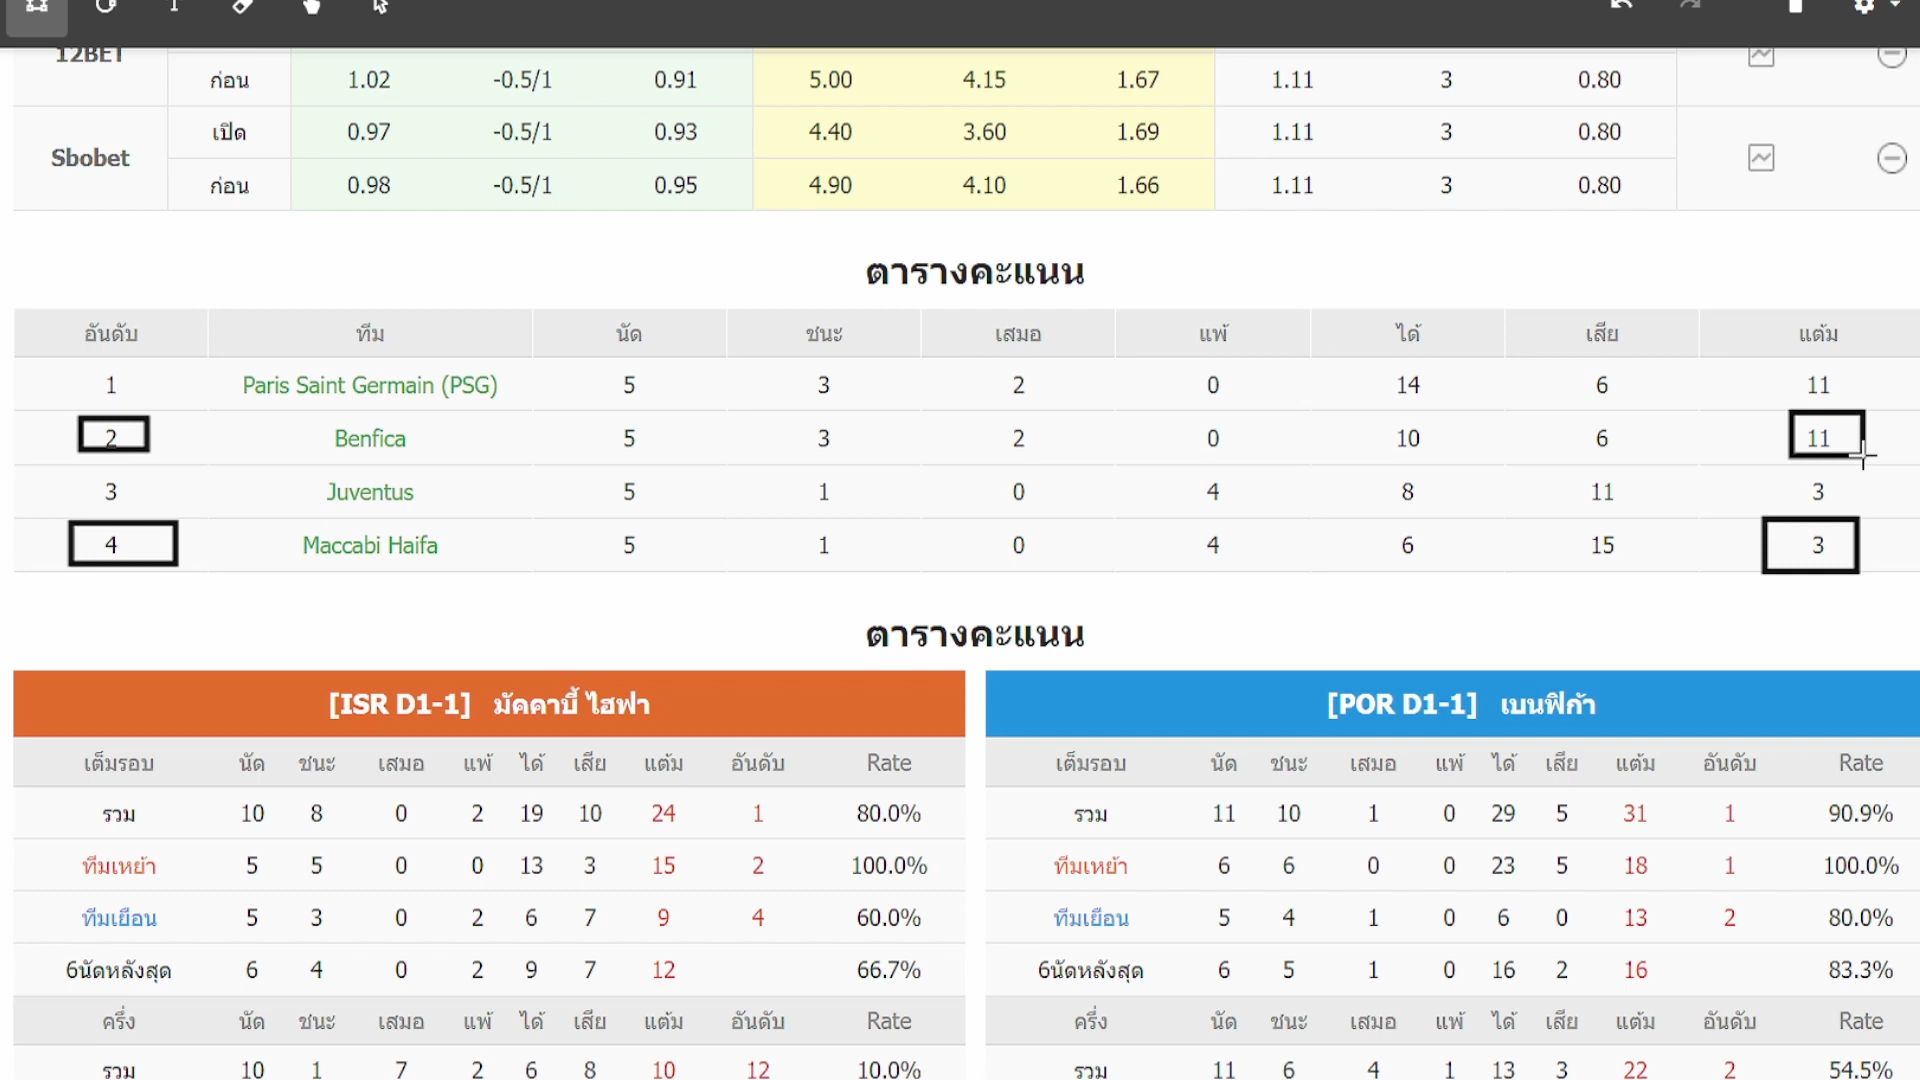 12BET
ก่อน 1.02 -0.5/1 0.91 5.00 4.15 1.67 1.11 3 0.80
Sbobet
เปิด 0.97 -0.5/1 0.93 4.40 3.60 1.69 1.11 3 0.80
ก่อน 0.98 -0.5/1 0.95 4.90 4.10 1.66 1.11 3 0.80
ตารางคะแนน
อันดับ ทีม นัด ชนะ เสมอ แพ้ ได้ เสีย แต้ม
1 Paris Saint Germain (PSG) 5 3 2 0 14 6 11
2 Benfica 5 3 2 0 10 6 11
3 Juventus 5 1 0 4 8 11 3
4 Maccabi Haifa 5 1 0 4 6 15 3
ตารางคะแนน
[ISR D1-1] มัคคาบี้ ไฮฟา
เต็มรอบ นัด ชนะ เสมอ แพ้ ได้ เสีย แต้ม อันดับ Rate
รวม 10 8 0 2 19 10 24 1 80.0%
ทีมเหย้า 5 5 0 0 13 3 15 2 100.0%
ทีมเยือน 5 3 0 2 6 7 9 4 60.0%
6นัดหลังสุด 6 4 0 2 9 7 12 66.7%
ครึ่ง นัด ชนะ เสมอ แพ้ ได้ เสีย แต้ม อันดับ Rate
รวม 10 1 7 2 6 8 10 12 10.0%
[POR D1-1] เบนฟิก้า
เต็มรอบ นัด ชนะ เสมอ แพ้ ได้ เสีย แต้ม อันดับ Rate
รวม 11 10 1 0 29 5 31 1 90.9%
ทีมเหย้า 6 6 0 0 23 5 18 1 100.0%
ทีมเยือน 5 4 1 0 6 0 13 2 80.0%
6นัดหลังสุด 6 5 1 0 16 2 16 83.3%
ครึ่ง นัด ชนะ เสมอ แพ้ ได้ เสีย แต้ม อันดับ Rate
รวม 11 6 4 1 13 3 22 2 54.5%